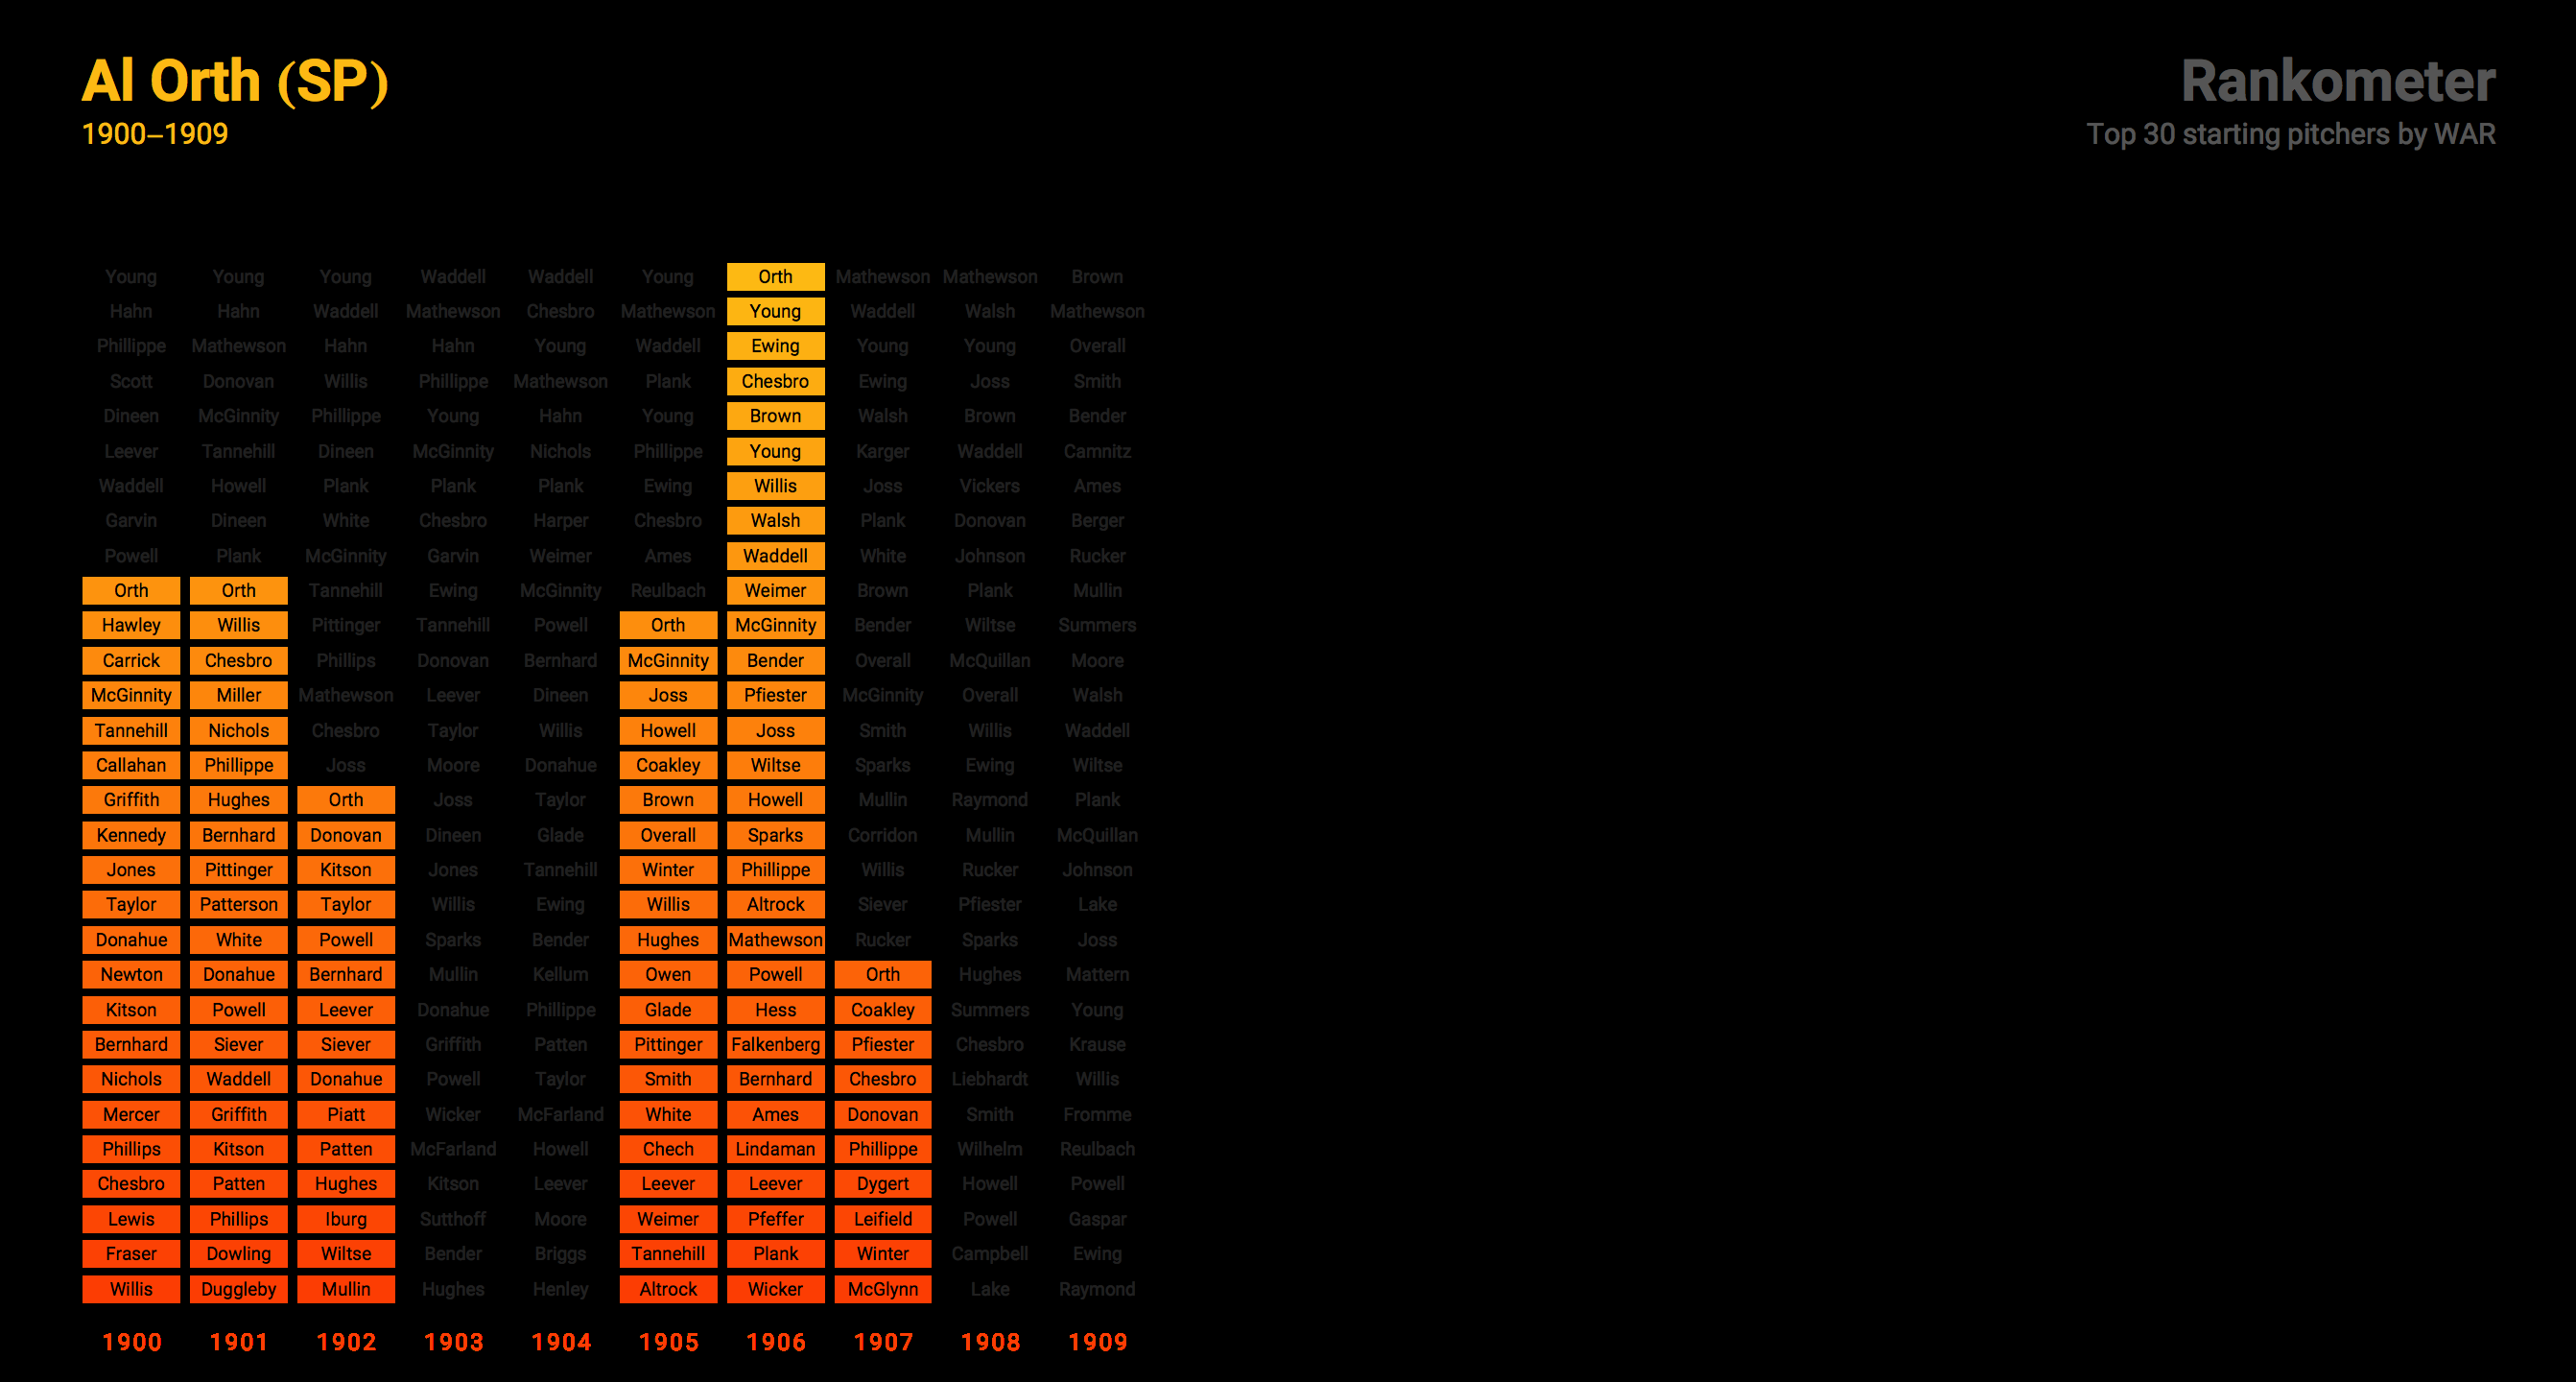 Al Orth (SP)
1900–1909
Rankometer
Top 30 starting pitchers by WAR
Young Young Young Waddell Waddell Young Orth Mathewson Mathewson Brown
Hahn Hahn Waddell Mathewson Chesbro Mathewson Young Waddell Walsh Mathewson
Phillippe Mathewson Hahn Hahn Young Waddell Ewing Young Young Overall
Scott Donovan Willis Phillippe Mathewson Plank Chesbro Ewing Joss Smith
Dineen McGinnity Phillippe Young Hahn Young Brown Walsh Brown Bender
Leever Tannehill Dineen McGinnity Nichols Phillippe Young Karger Waddell Camnitz
Waddell Howell Plank Plank Plank Ewing Willis Joss Vickers Ames
Garvin Dineen White Chesbro Harper Chesbro Walsh Plank Donovan Berger
Powell Plank McGinnity Garvin Weimer Ames Waddell White Johnson Rucker
Orth Orth Tannehill Ewing McGinnity Reulbach Weimer Brown Plank Mullin
Hawley Willis Pittinger Tannehill Powell Orth McGinnity Bender Wiltse Summers
Carrick Chesbro Phillips Donovan Bernhard McGinnity Bender Overall McQuillan Moore
McGinnity Miller Mathewson Leever Dineen Joss Pfiester McGinnity Overall Walsh
Tannehill Nichols Chesbro Taylor Willis Howell Joss Smith Willis Waddell
Callahan Phillippe Joss Moore Donahue Coakley Wiltse Sparks Ewing Wiltse
Griffith Hughes Orth Joss Taylor Brown Howell Mullin Raymond Plank
Kennedy Bernhard Donovan Dineen Glade Overall Sparks Corridon Mullin McQuillan
Jones Pittinger Kitson Jones Tannehill Winter Phillippe Willis Rucker Johnson
Taylor Patterson Taylor Willis Ewing Willis Altrock Siever Pfiester Lake
Donahue White Powell Sparks Bender Hughes Mathewson Rucker Sparks Joss
Newton Donahue Bernhard Mullin Kellum Owen Powell Orth Hughes Mattern
Kitson Powell Leever Donahue Phillippe Glade Hess Coakley Summers Young
Bernhard Siever Siever Griffith Patten Pittinger Falkenberg Pfiester Chesbro Krause
Nichols Waddell Donahue Powell Taylor Smith Bernhard Chesbro Liebhardt Willis
Mercer Griffith Piatt Wicker McFarland White Ames Donovan Smith Fromme
Phillips Kitson Patten McFarland Howell Chech Lindaman Phillippe Wilhelm Reulbach
Chesbro Patten Hughes Kitson Leever Leever Leever Dygert Howell Powell
Lewis Phillips Iburg Sutthoff Moore Weimer Pfeffer Leifield Powell Gaspar
Fraser Dowling Wiltse Bender Briggs Tannehill Plank Winter Campbell Ewing
Willis Duggleby Mullin Hughes Henley Altrock Wicker McGlynn Lake Raymond
1900 1901 1902 1903 1904 1905 1906 1907 1908 1909